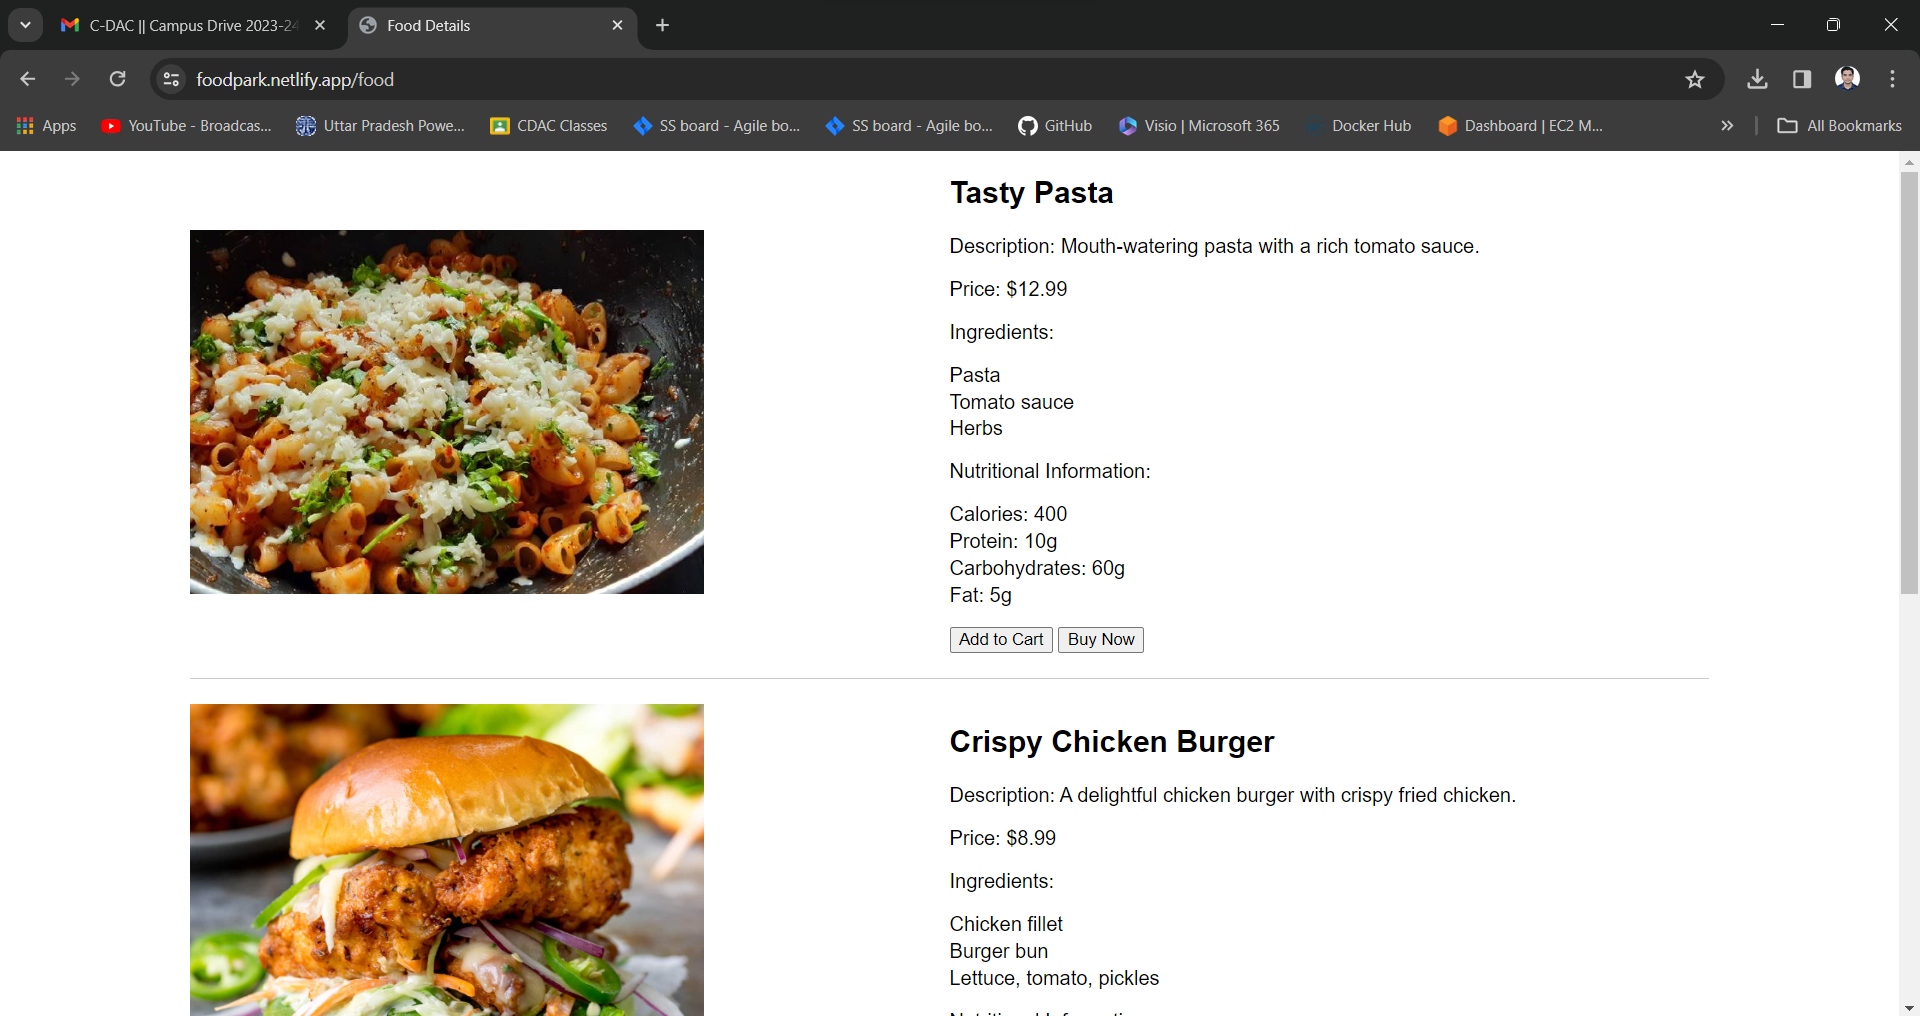 C-DAC || Campus Drive 2023-24
Food Details
foodpark.netlify.app/food
Apps
YouTube - Broadcas...
Uttar Pradesh Powe...
CDAC Classes
SS board - Agile bo...
SS board - Agile bo...
GitHub
Visio | Microsoft 365
Docker Hub
Dashboard | EC2 M...
All Bookmarks
Tasty Pasta
Description: Mouth-watering pasta with a rich tomato sauce.
Price: $12.99
Ingredients:
Pasta
Tomato sauce
Herbs
Nutritional Information:
Calories: 400
Protein: 10g
Carbohydrates: 60g
Fat: 5g
Add to Cart
Buy Now
Crispy Chicken Burger
Description: A delightful chicken burger with crispy fried chicken.
Price: $8.99
Ingredients:
Chicken fillet
Burger bun
Lettuce, tomato, pickles